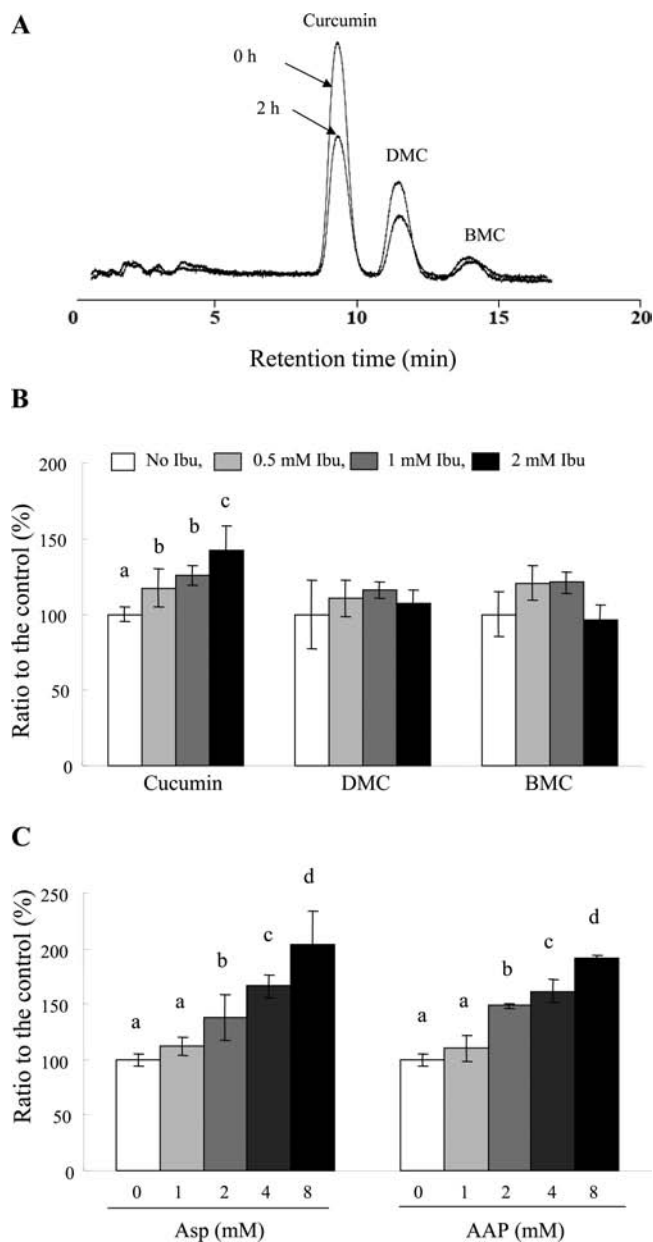 A
Curcumin
0 h
2 h
DMC
BMC
0 5 10 15 20
Retention time (min)
B
Ratio to the control (%)
200
150
100
50
0
No Ibu, 0.5 mM Ibu, 1 mM Ibu, 2 mM Ibu
a b b c
Cucumin DMC BMC
C
Ratio to the control (%)
250
200
150
100
50
0
a a b c d a a b c d
0 1 2 4 8 0 1 2 4 8
Asp (mM) AAP (mM)